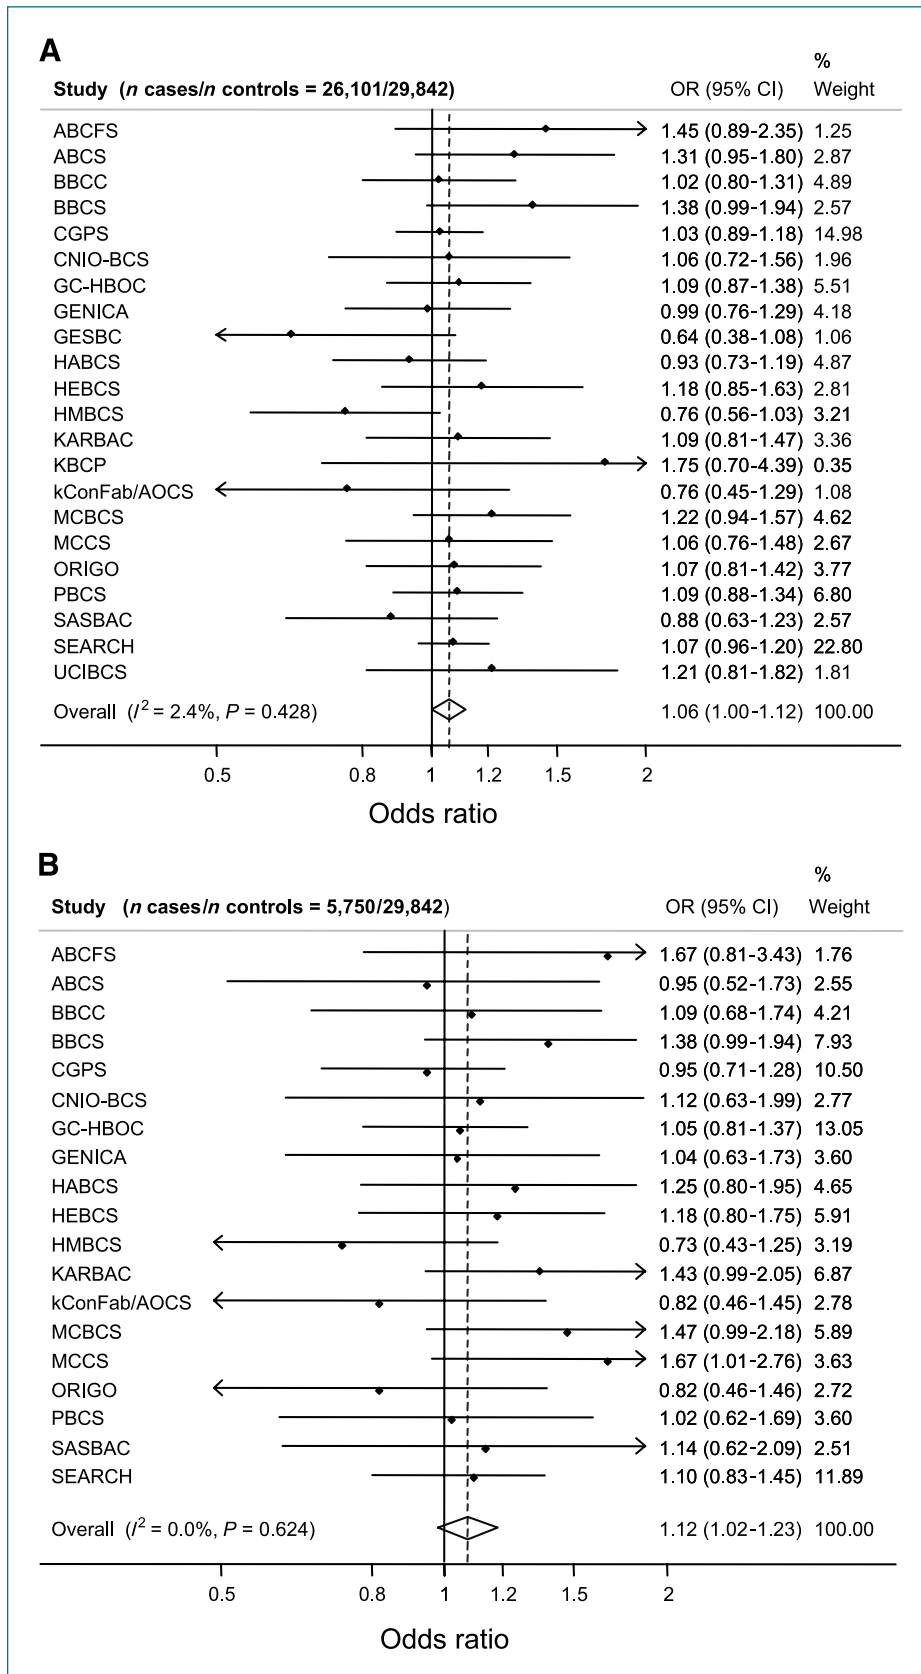 A
%
Study (n cases/n controls = 26,101/29,842) OR (95% CI) Weight
ABCFS 1.45 (0.89-2.35) 1.25
ABCS 1.31 (0.95-1.80) 2.87
BBCC 1.02 (0.80-1.31) 4.89
BBCS 1.38 (0.99-1.94) 2.57
CGPS 1.03 (0.89-1.18) 14.98
CNIO-BCS 1.06 (0.72-1.56) 1.96
GC-HBOC 1.09 (0.87-1.38) 5.51
GENICA 0.99 (0.76-1.29) 4.18
GESBC 0.64 (0.38-1.08) 1.06
HABCS 0.93 (0.73-1.19) 4.87
HEBCS 1.18 (0.85-1.63) 2.81
HMBCS 0.76 (0.56-1.03) 3.21
KARBAC 1.09 (0.81-1.47) 3.36
KBCP 1.75 (0.70-4.39) 0.35
kConFab/AOCS 0.76 (0.45-1.29) 1.08
MCBCS 1.22 (0.94-1.57) 4.62
MCCS 1.06 (0.76-1.48) 2.67
ORIGO 1.07 (0.81-1.42) 3.77
PBCS 1.09 (0.88-1.34) 6.80
SASBAC 0.88 (0.63-1.23) 2.57
SEARCH 1.07 (0.96-1.20) 22.80
UCIBCS 1.21 (0.81-1.82) 1.81
Overall (I² = 2.4%, P = 0.428) 1.06 (1.00-1.12) 100.00
0.5 0.8 1 1.2 1.5 2
Odds ratio
B
%
Study (n cases/n controls = 5,750/29,842) OR (95% CI) Weight
ABCFS 1.67 (0.81-3.43) 1.76
ABCS 0.95 (0.52-1.73) 2.55
BBCC 1.09 (0.68-1.74) 4.21
BBCS 1.38 (0.99-1.94) 7.93
CGPS 0.95 (0.71-1.28) 10.50
CNIO-BCS 1.12 (0.63-1.99) 2.77
GC-HBOC 1.05 (0.81-1.37) 13.05
GENICA 1.04 (0.63-1.73) 3.60
HABCS 1.25 (0.80-1.95) 4.65
HEBCS 1.18 (0.80-1.75) 5.91
HMBCS 0.73 (0.43-1.25) 3.19
KARBAC 1.43 (0.99-2.05) 6.87
kConFab/AOCS 0.82 (0.46-1.45) 2.78
MCBCS 1.47 (0.99-2.18) 5.89
MCCS 1.67 (1.01-2.76) 3.63
ORIGO 0.82 (0.46-1.46) 2.72
PBCS 1.02 (0.62-1.69) 3.60
SASBAC 1.14 (0.62-2.09) 2.51
SEARCH 1.10 (0.83-1.45) 11.89
Overall (I² = 0.0%, P = 0.624) 1.12 (1.02-1.23) 100.00
0.5 0.8 1 1.2 1.5 2
Odds ratio